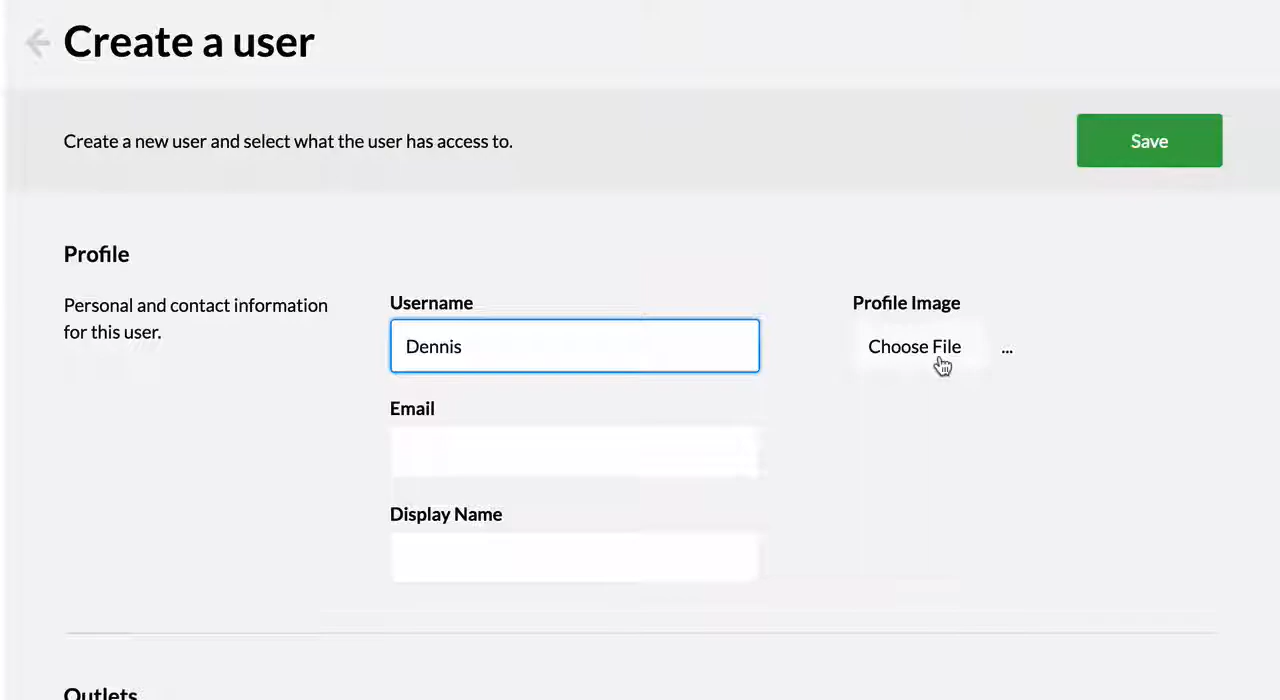 Create a user
Create a new user and select what the user has access to.
Save
Profile
Personal and contact information
for this user.
Username
Dennis
Email
Display Name
Profile Image
Choose File ...
Outlets